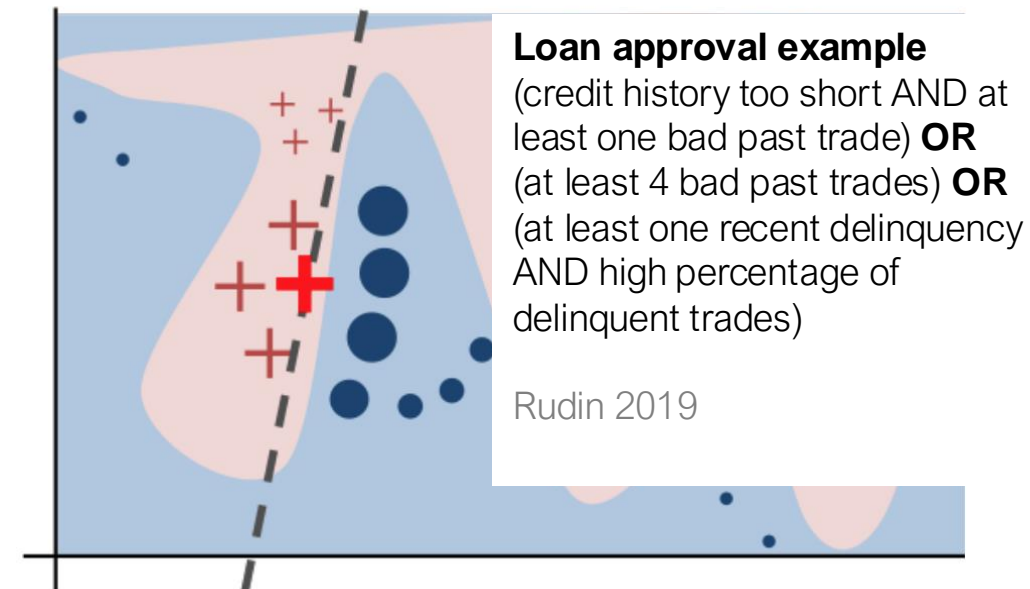 Loan approval example
(credit history too short AND at
least one bad past trade) OR
(at least 4 bad past trades) OR
(at least one recent delinquency
AND high percentage of
delinquent trades)
Rudin 2019